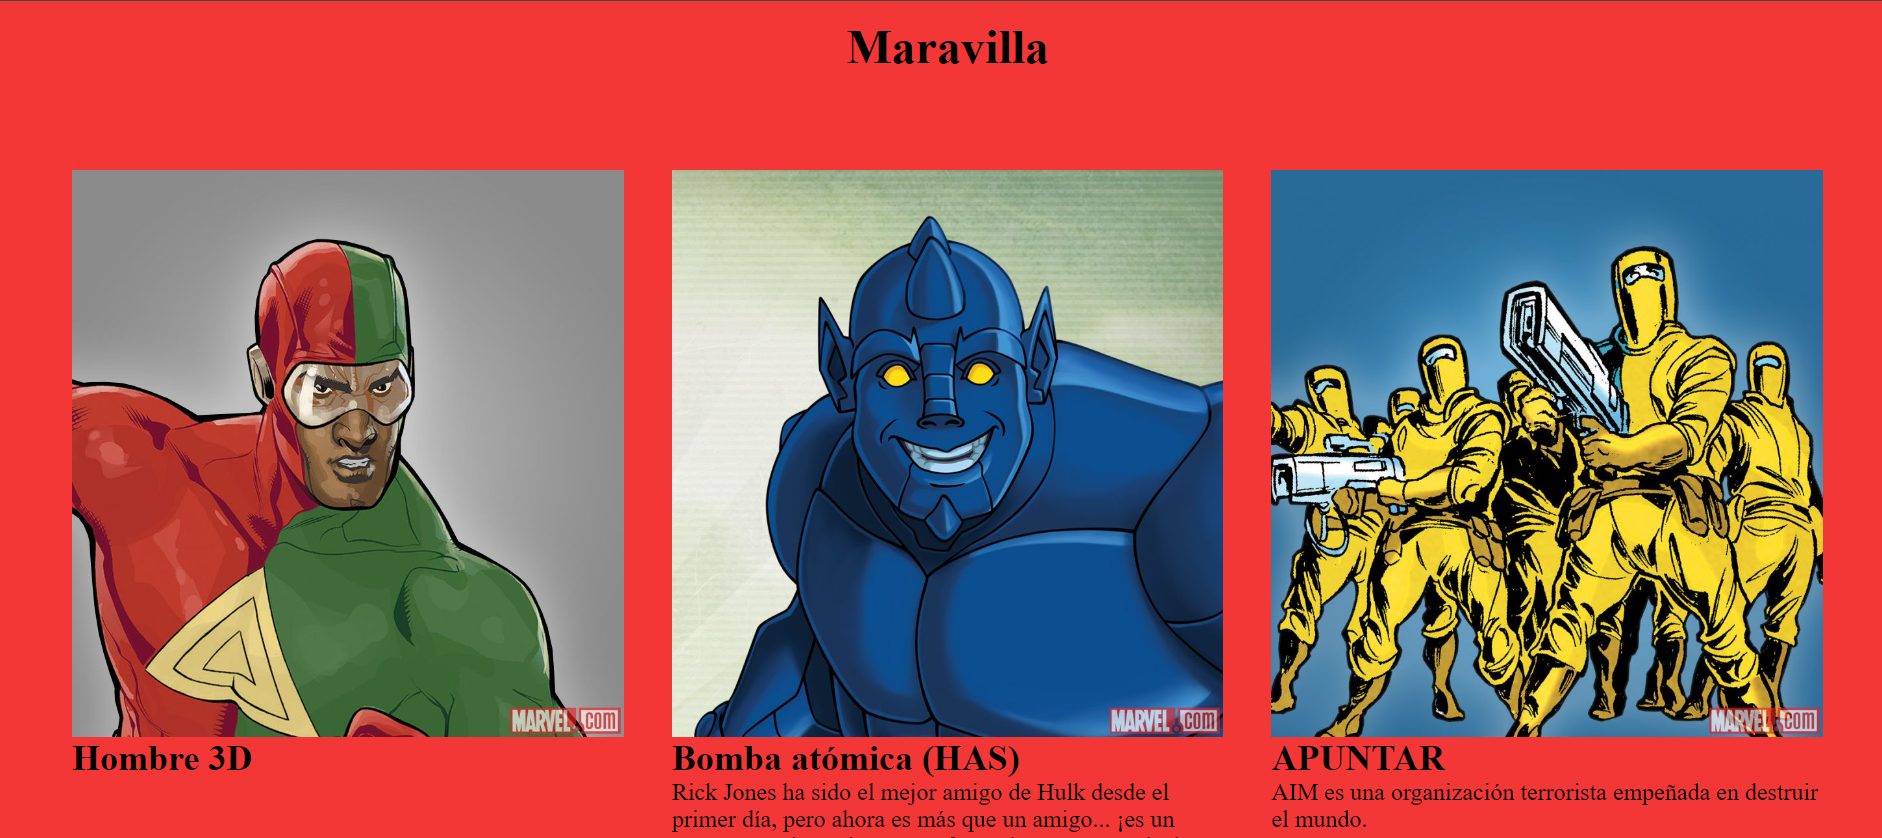 Maravilla
MARVEL.com
MARVEL.com
MARVEL.com
Hombre 3D
Bomba atómica (HAS)
APUNTAR
Rick Jones ha sido el mejor amigo de Hulk desde el
primer día, pero ahora es más que un amigo... ¡es un
AIM es una organización terrorista empeñada en destruir
el mundo.